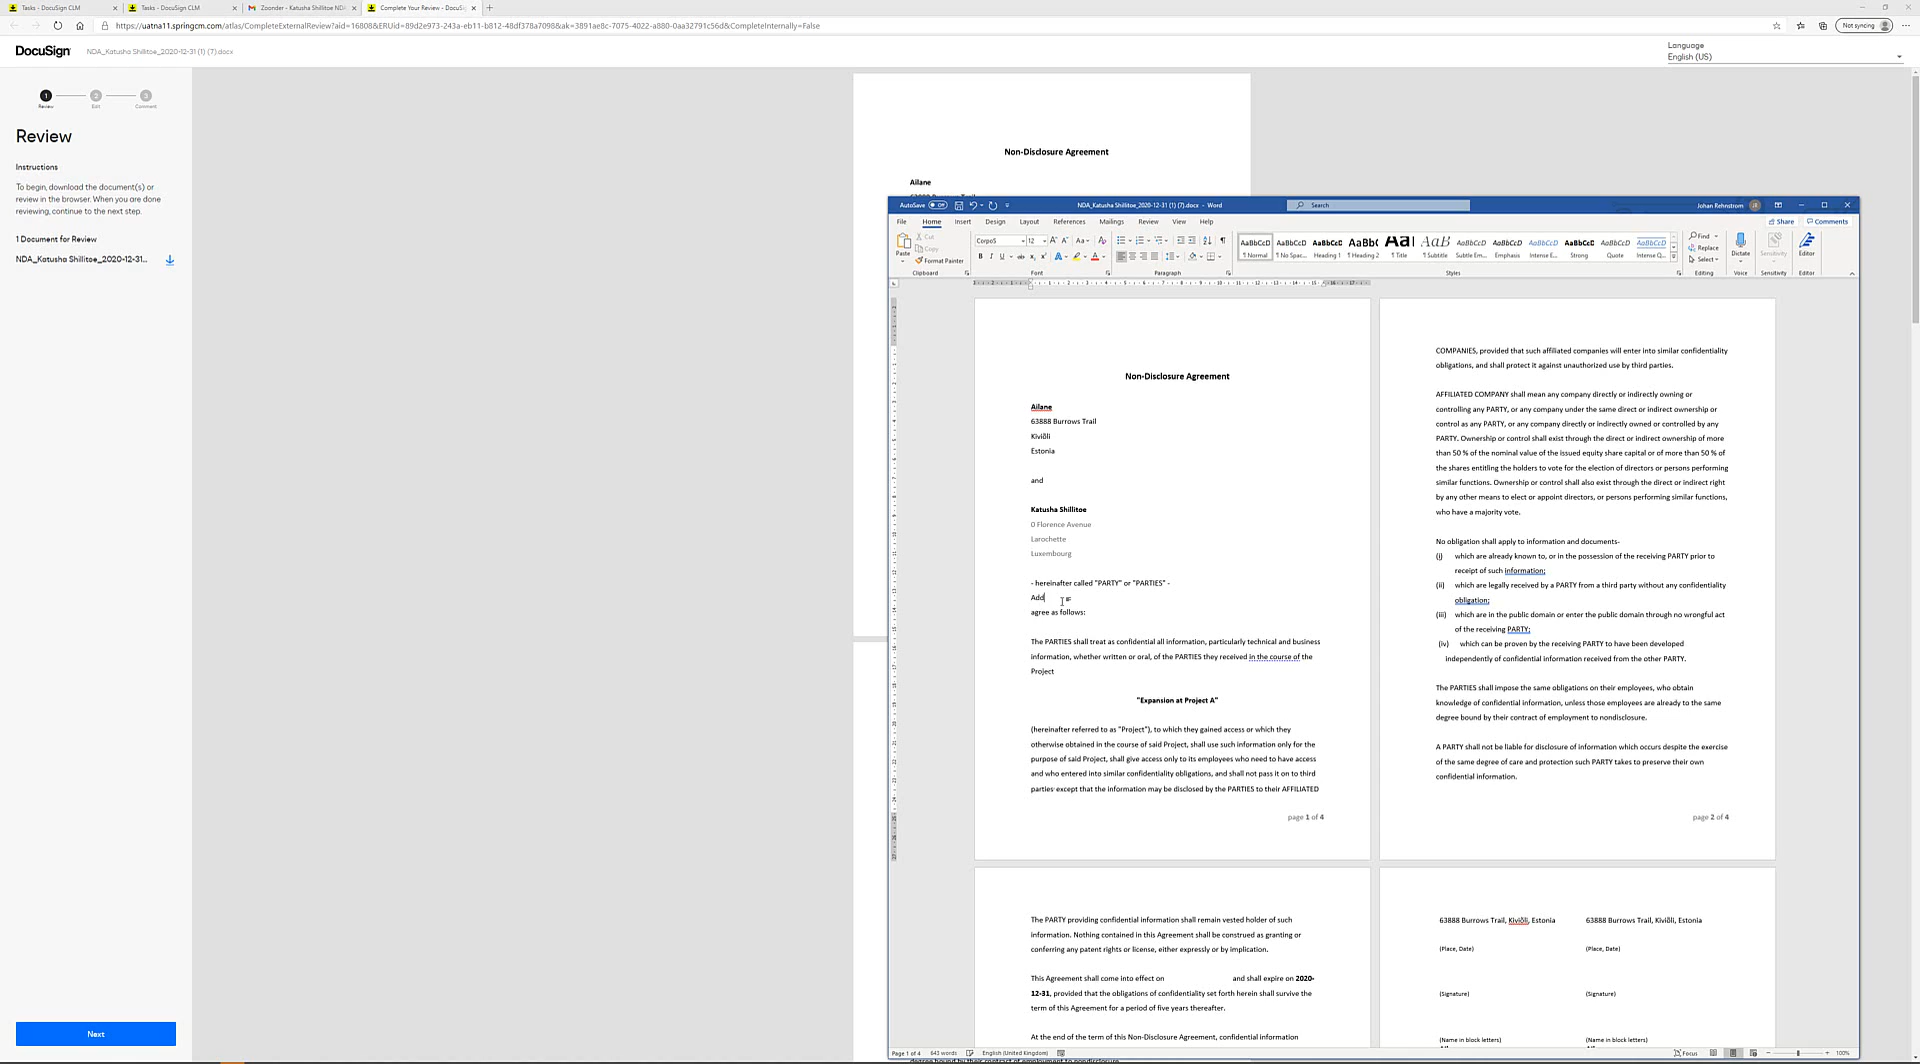 Tasks - DocuSign CLM
Tasks - DocuSign CLM
Zoonder - Katusha Shillitoe NDA
Complete Your Review - DocuSig
https://uatna11.springcm.com/atlas/CompleteExternalReview?aid=16808&ERUid=89d2e973-243a-eb11-b812-48df378a7098&ak=3891ae8c-7075-4022-a880-0aa32791c56d&CompleteInternally=False
Not syncing
DocuSign
NDA_Katusha Shillitoe_2020-12-31 (1) (7).docx
Language
English (US)
1
2
3
Review
Edit
Comment
Review
Instructions
To begin, download the document(s) or
review in the browser. When you are done
reviewing, continue to the next step.
1 Document for Review
NDA_Katusha Shillitoe_2020-12-31...
Next
Non-Disclosure Agreement
Ailane
AutoSave Off
NDA_Katusha Shillitoe_2020-12-31 (1) (7).docx - Word
Search
Johan Rehnstrom
JR
File Home Insert Design Layout References Mailings Review View Help
Share Comments
Paste
Cut
Copy
Format Painter
Clipboard
CorpoS
12
Font
Paragraph
AaBbCcD AaBbCcD AaBbCcD AaBbC AaB AaBbCcD AaBbCcD AaBbCcD AaBbCcD AaBbCcD AaBbCcD
¶ Normal ¶ No Spac... Heading 1 ¶ Heading 2 ¶ Title ¶ Subtitle Subtle Em... Emphasis Intense E... Strong Quote Intense Q...
Styles
Find
Replace
Select
Editing
Dictate
Voice
Sensitivity
Sensitivity
Editor
Editor
Non-Disclosure Agreement
Ailane
63888 Burrows Trail
Kiviõli
Estonia
and
Katusha Shillitoe
0 Florence Avenue
Larochette
Luxembourg
- hereinafter called "PARTY" or "PARTIES" -
Add
agree as follows:
The PARTIES shall treat as confidential all information, particularly technical and business
information, whether written or oral, of the PARTIES they received in the course of the
Project
"Expansion at Project A"
(hereinafter referred to as "Project"), to which they gained access or which they
otherwise obtained in the course of said Project, shall use such information only for the
purpose of said Project, shall give access only to its employees who need to have access
and who entered into similar confidentiality obligations, and shall not pass it on to third
parties except that the information may be disclosed by the PARTIES to their AFFILIATED
page 1 of 4
COMPANIES, provided that such affiliated companies will enter into similar confidentiality
obligations, and shall protect it against unauthorized use by third parties.
AFFILIATED COMPANY shall mean any company directly or indirectly owning or
controlling any PARTY, or any company under the same direct or indirect ownership or
control as any PARTY, or any company directly or indirectly owned or controlled by any
PARTY. Ownership or control shall exist through the direct or indirect ownership of more
than 50 % of the nominal value of the issued equity share capital or of more than 50 % of
the shares entitling the holders to vote for the election of directors or persons performing
similar functions. Ownership or control shall also exist through the direct or indirect right
by any other means to elect or appoint directors, or persons performing similar functions,
who have a majority vote.
No obligation shall apply to information and documents-
(i) which are already known to, or in the possession of the receiving PARTY prior to
receipt of such information;
(ii) which are legally received by a PARTY from a third party without any confidentiality
obligation;
(iii) which are in the public domain or enter the public domain through no wrongful act
of the receiving PARTY;
(iv) which can be proven by the receiving PARTY to have been developed
independently of confidential information received from the other PARTY.
The PARTIES shall impose the same obligations on their employees, who obtain
knowledge of confidential information, unless those employees are already to the same
degree bound by their contract of employment to nondisclosure.
A PARTY shall not be liable for disclosure of information which occurs despite the exercise
of the same degree of care and protection such PARTY takes to preserve their own
confidential information.
page 2 of 4
The PARTY providing confidential information shall remain vested holder of such
information. Nothing contained in this Agreement shall be construed as granting or
conferring any patent rights or license, either expressly or by implication.
This Agreement shall come into effect on and shall expire on 2020-
12-31, provided that the obligations of confidentiality set forth herein shall survive the
term of this Agreement for a period of five years thereafter.
At the end of the term of this Non-Disclosure Agreement, confidential information
63888 Burrows Trail, Kiviõli, Estonia 63888 Burrows Trail, Kiviõli, Estonia
(Place, Date) (Place, Date)
(Signature) (Signature)
(Name in block letters) (Name in block letters)
Page 1 of 4 643 words English (United Kingdom)
Focus
100%